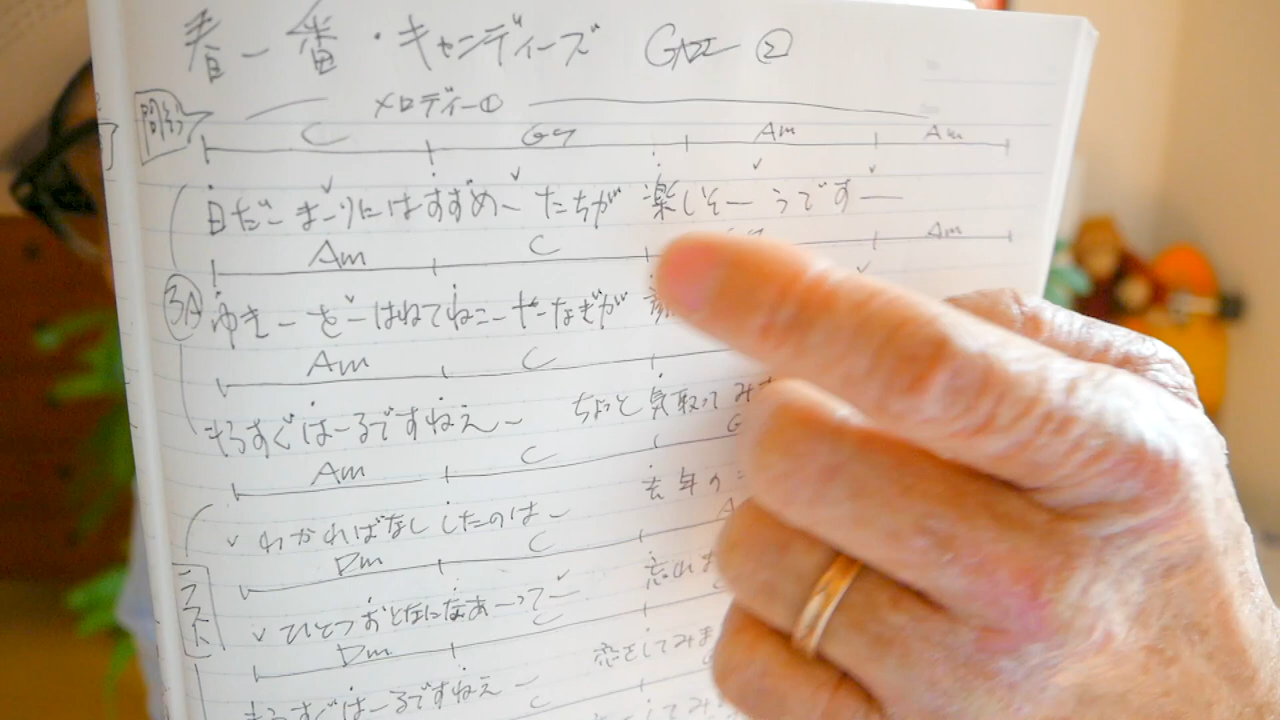 春一番・キャンディーズ ②
間奏 メロディー①
C G7 Am Am
日だ まーりにはすずめ たちが 楽しそー うです
Am C Am
3A ゆきーをーはねてねこーやーなぎが
Am C
もうすぐはーるですねえー ちょっと気取って
Am C G
わかればなし したのは 去年の
Dm C
ラスト ひとつおとなになあーって 忘れ
Dm C
もうすぐはーるですねえ 恋をしてみま
C